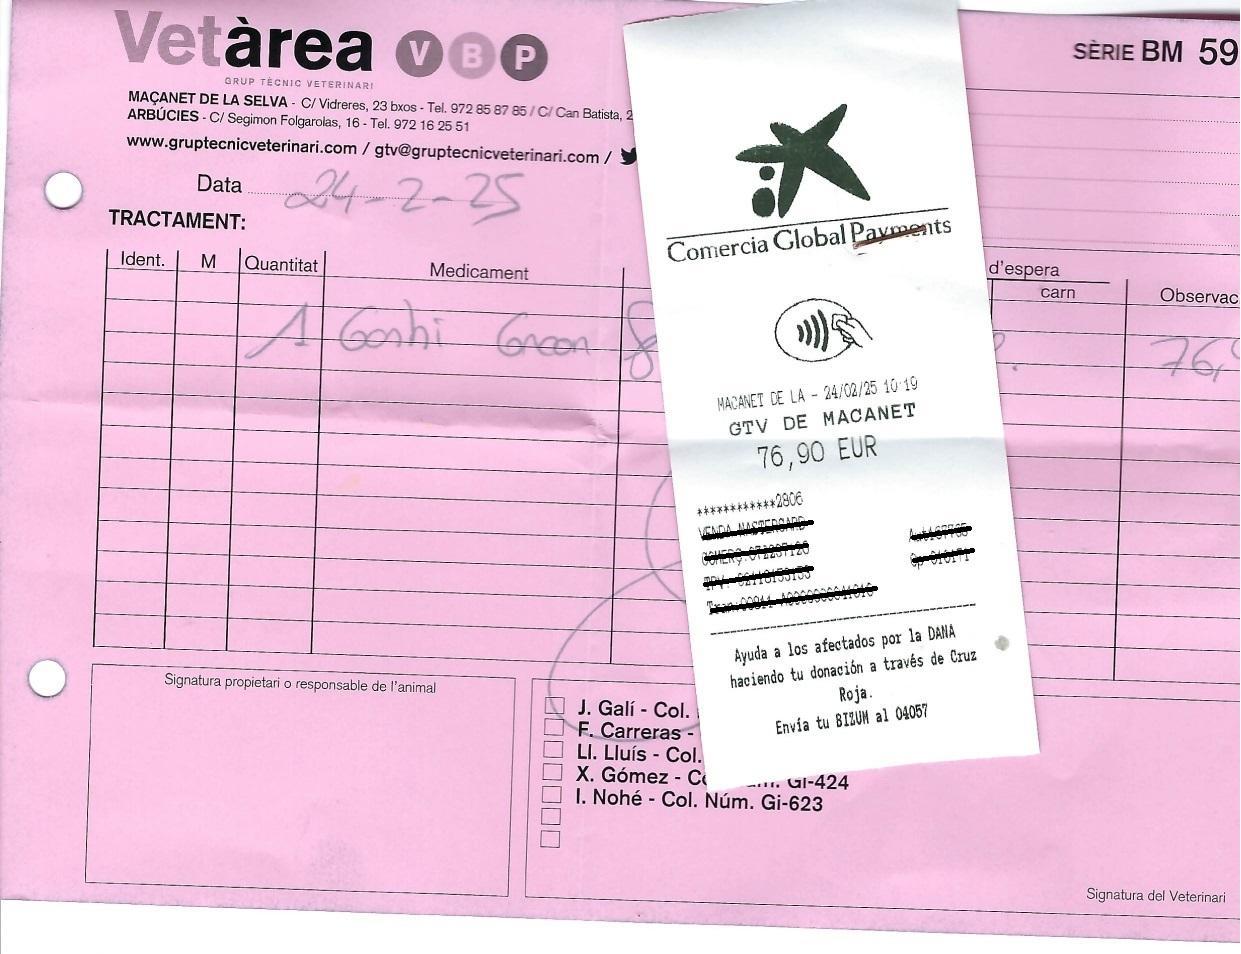 Vetàrea VBP
GRUP TÈCNIC VETERINARI
MAÇANET DE LA SELVA - C/ Vidreres, 23 bxos - Tel. 972 85 87 85 / C/ Can Batista, 2
ARBÚCIES - C/ Segimon Folgarolas, 16 - Tel. 972 16 25 51
www.gruptecnicveterinari.com / gtv@gruptecnicveterinari.com /
SÈRIE BM 59
Data 24-2-25
TRACTAMENT:
Ident. M Quantitat Medicament
d'espera
carn Observac
1
76,
Signatura propietari o responsable de l'animal
J. Galí - Col.
F. Carreras -
Ll. Lluís - Col.
X. Gómez - Gi-424
I. Nohé - Col. Núm. Gi-623
Signatura del Veterinari
Comercia Global Payments
MACANET DE LA - 24/02/25 10:19
GTV DE MACANET
76,90 EUR
************2806
Ayuda a los afectados por la DANA
haciendo tu donación a través de Cruz
Roja.
Envía tu BIZUM al 04057